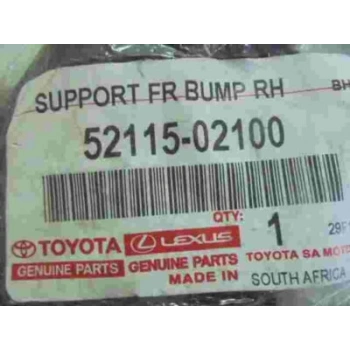 SUPPORT FR BUMP RH BH
52115-02100
QTY: 1
TOYOTA LEXUS
GENUINE PARTS GENUINE PARTS TOYOTA SA
MADE IN SOUTH AFRICA